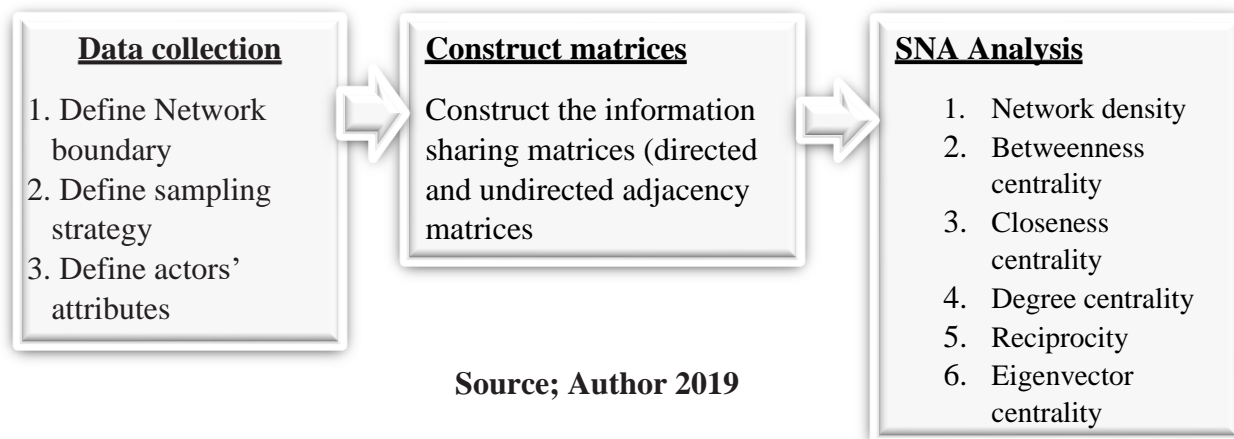 Data collection
1. Define Network
boundary
2. Define sampling
strategy
3. Define actors’
attributes
Construct matrices
Construct the information
sharing matrices (directed
and undirected adjacency
matrices
SNA Analysis
1. Network density
2. Betweenness
centrality
3. Closeness
centrality
4. Degree centrality
5. Reciprocity
6. Eigenvector
centrality
Source; Author 2019